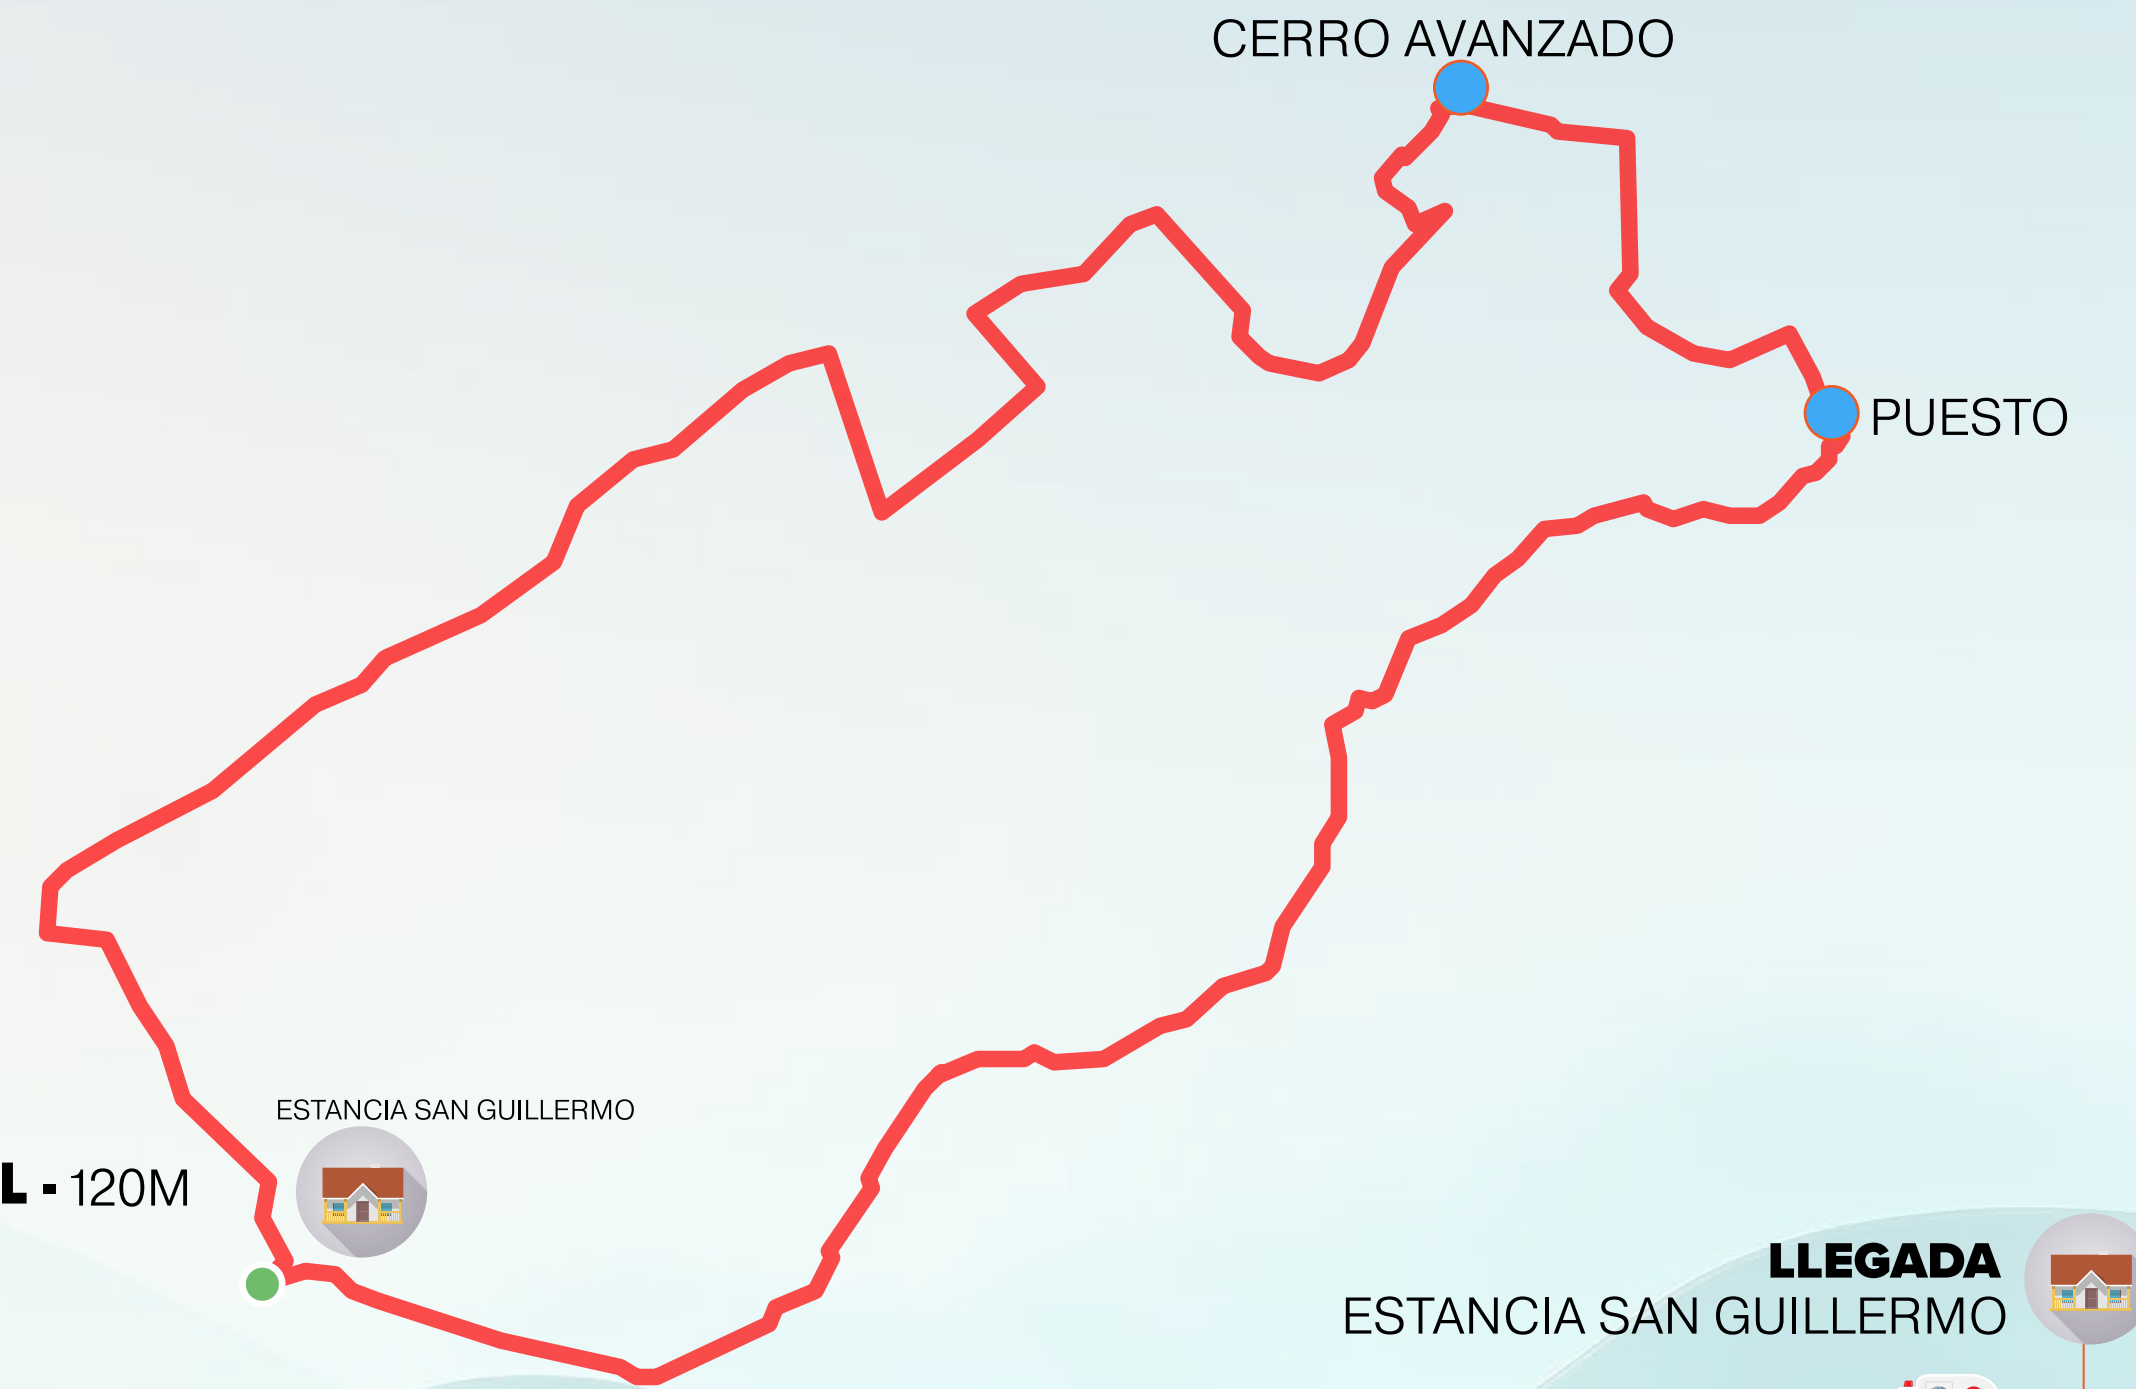 CERRO AVANZADO
PUESTO
ESTANCIA SAN GUILLERMO
L - 120M
LLEGADA
ESTANCIA SAN GUILLERMO